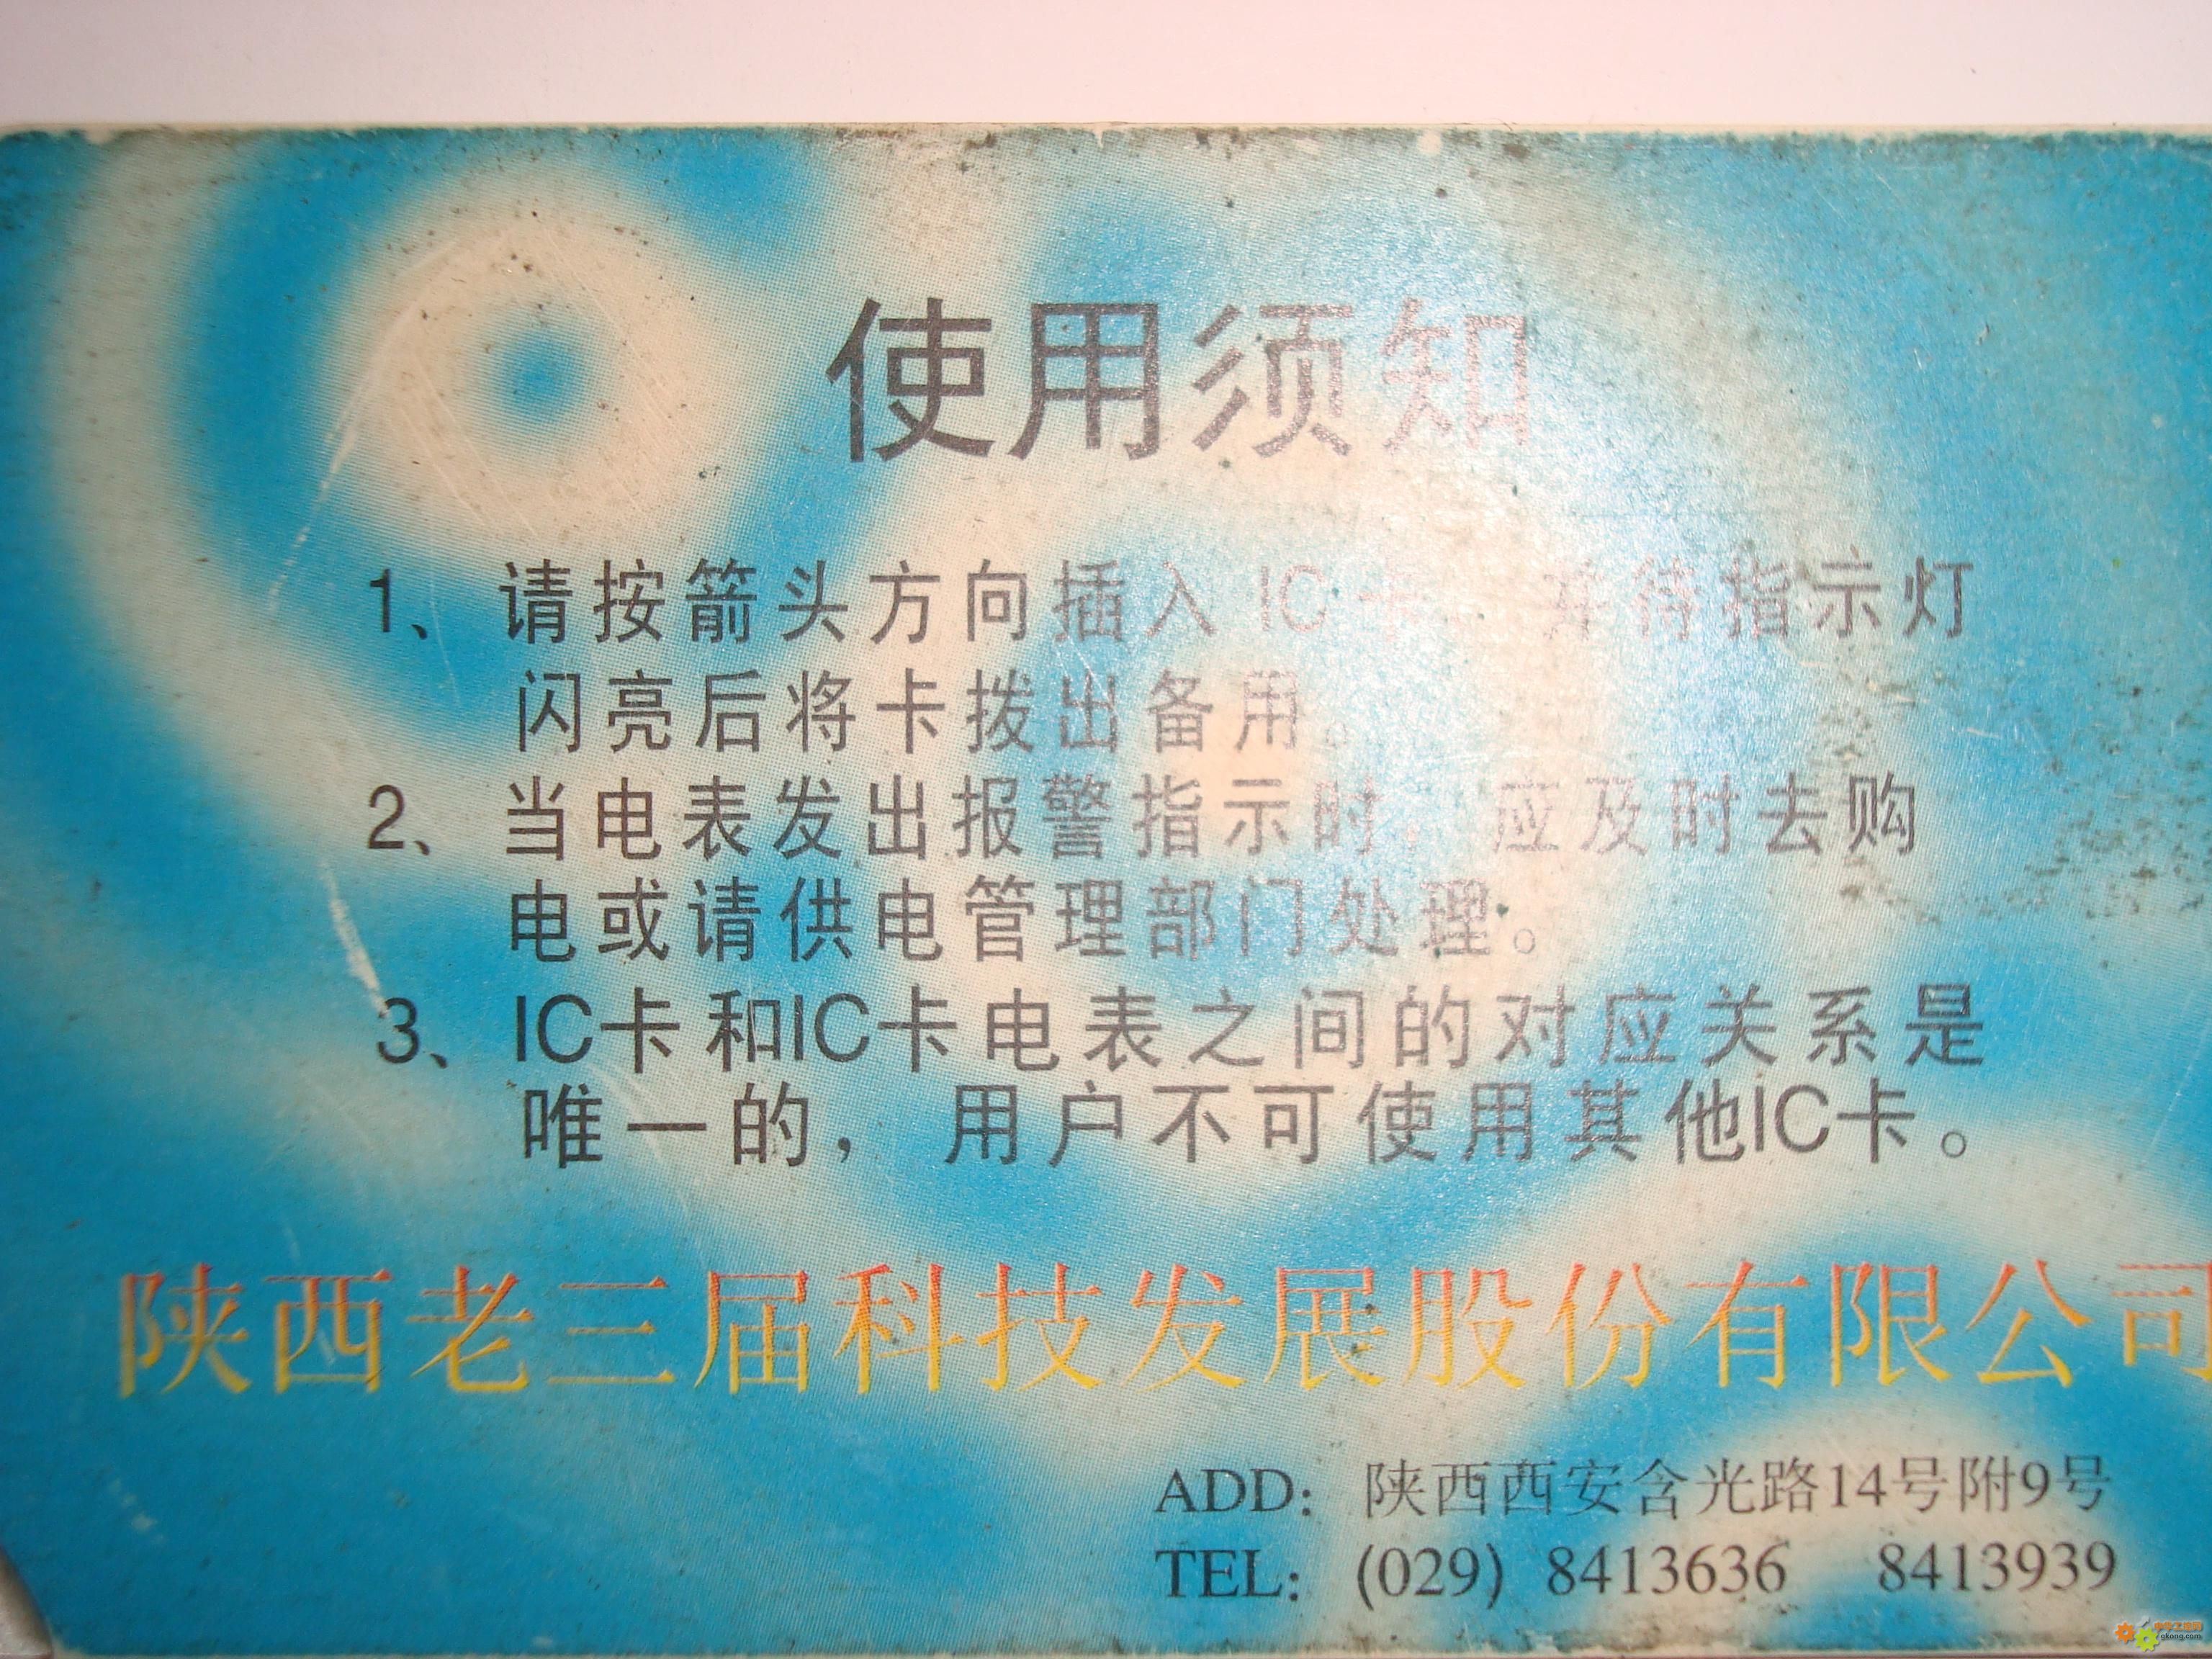 使用须知
1、请按箭头方向插入IC卡,并待指示灯
闪亮后将卡拨出备用。
2、当电表发出报警指示时,应及时去购
电或请供电管理部门处理。
3、IC卡和IC卡电表之间的对应关系是
唯一的,用户不可使用其他IC卡。
陕西老三届科技发展股份有限公司
ADD: 陕西西安含光路14号附9号
TEL: (029) 8413636 8413939
gkong.com